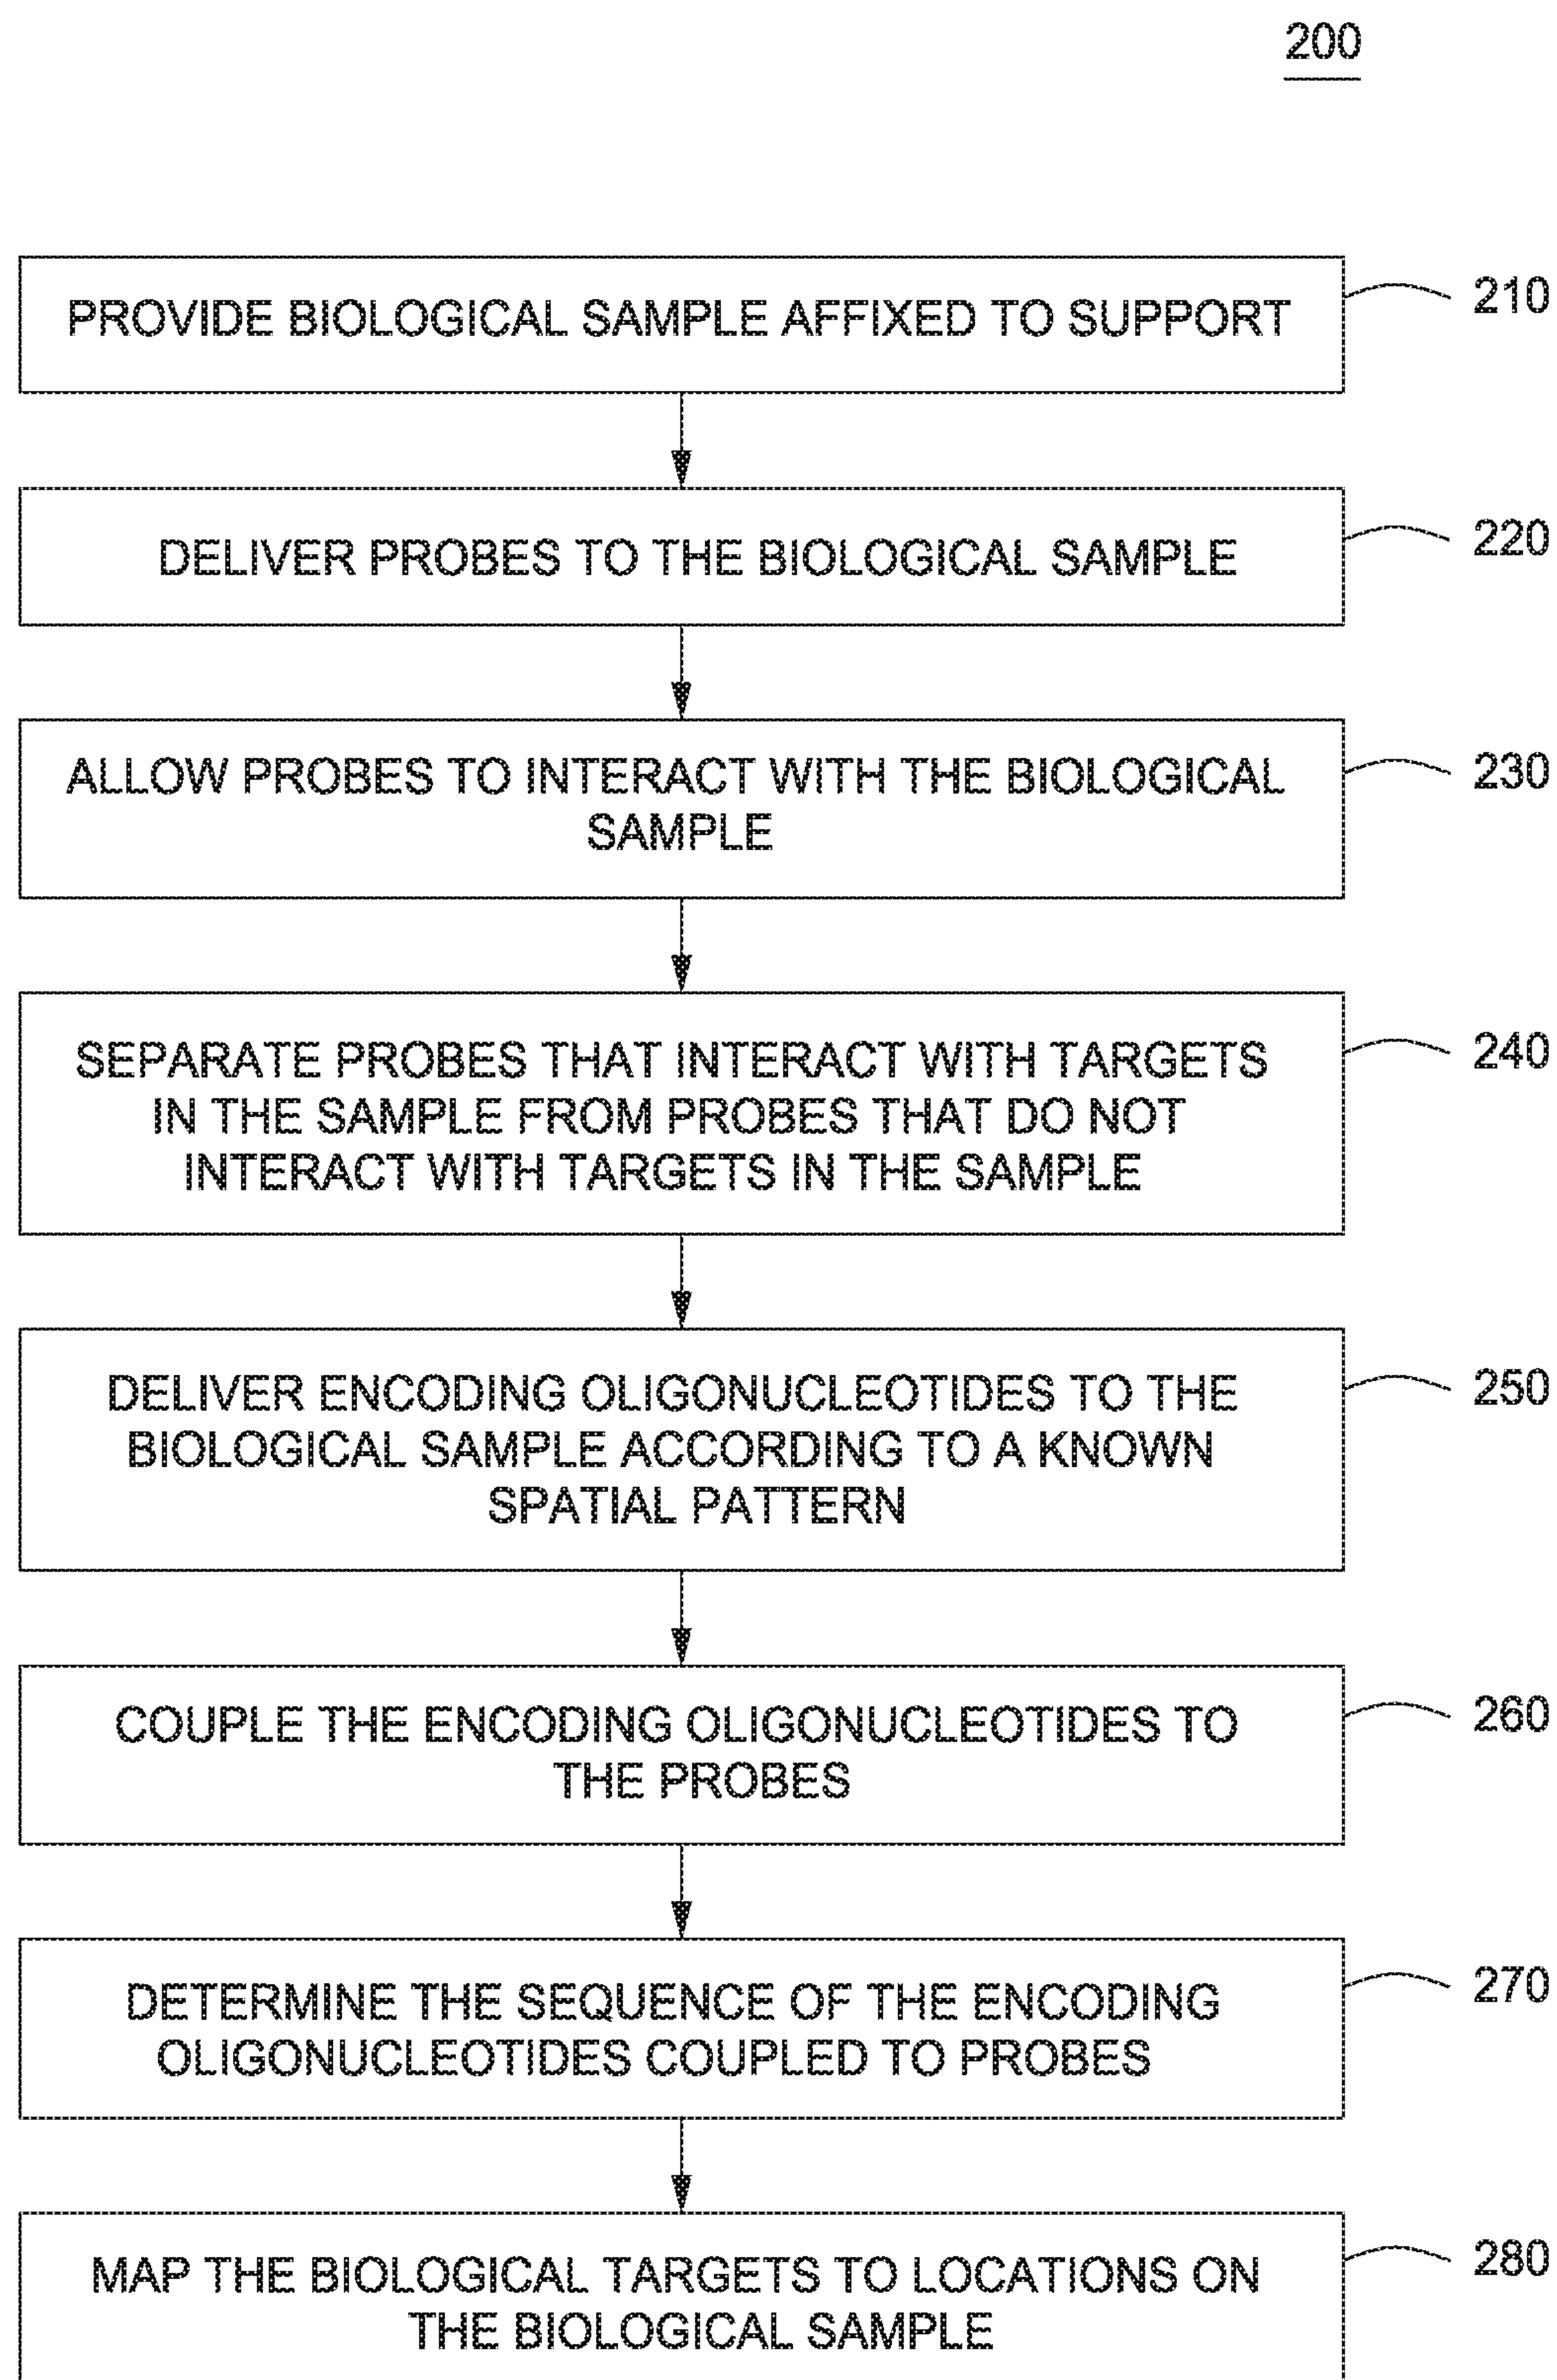 200
PROVIDE BIOLOGICAL SAMPLE AFFIXED TO SUPPORT
210
DELIVER PROBES TO THE BIOLOGICAL SAMPLE
220
ALLOW PROBES TO INTERACT WITH THE BIOLOGICAL
SAMPLE
230
SEPARATE PROBES THAT INTERACT WITH TARGETS
IN THE SAMPLE FROM PROBES THAT DO NOT
INTERACT WITH TARGETS IN THE SAMPLE
240
DELIVER ENCODING OLIGONUCLEOTIDES TO THE
BIOLOGICAL SAMPLE ACCORDING TO A KNOWN
SPATIAL PATTERN
250
COUPLE THE ENCODING OLIGONUCLEOTIDES TO
THE PROBES
260
DETERMINE THE SEQUENCE OF THE ENCODING
OLIGONUCLEOTIDES COUPLED TO PROBES
270
MAP THE BIOLOGICAL TARGETS TO LOCATIONS ON
THE BIOLOGICAL SAMPLE
280